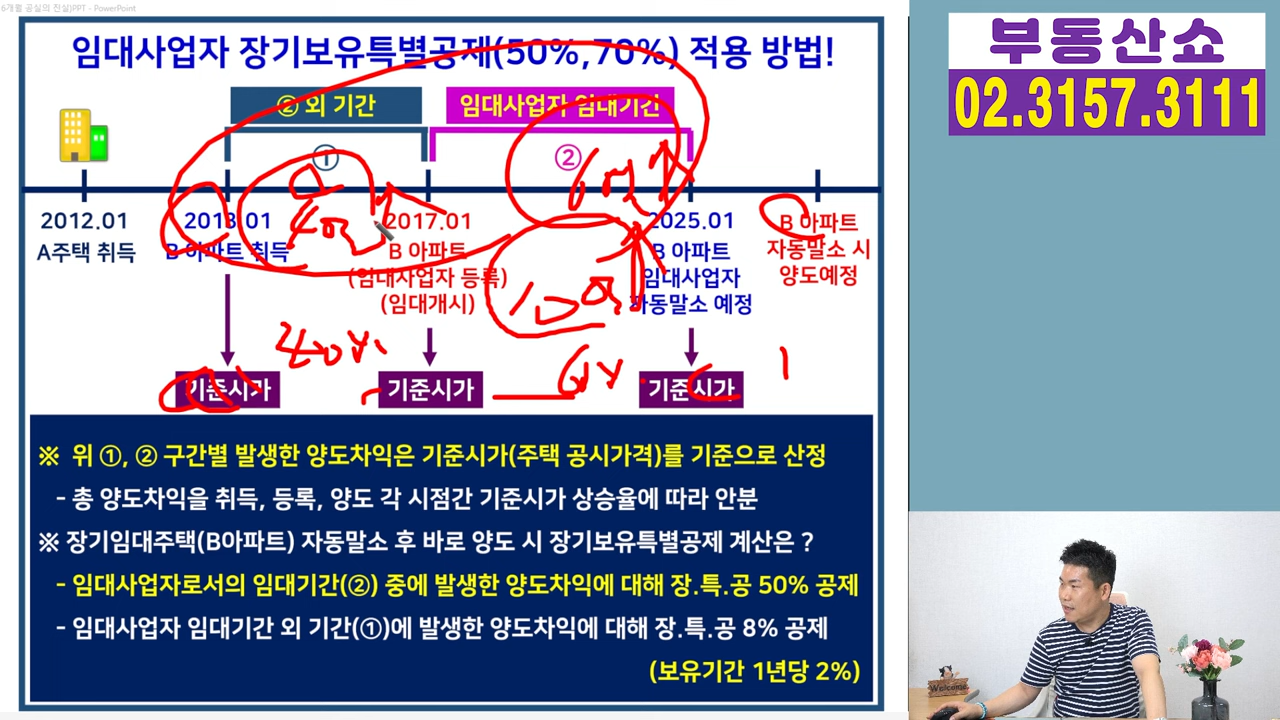 6개월 공실의 진실)PPT - PowerPoint
임대사업자 장기보유특별공제(50%,70%) 적용 방법!
부동산쇼
02.3157.3111
② 외 기간
임대사업자 임대기간
① ②
4억
6억
2012.01
A주택 취득
2013.01
B 아파트 취득
2017.01
B 아파트
(임대사업자 등록)
(임대개시)
2025.01
B 아파트
임대사업자
자동말소 예정
B 아파트
자동말소 시
양도예정
10억
40%
6
기준시가
기준시가
기준시가
※ 위 ①, ② 구간별 발생한 양도차익은 기준시가(주택 공시가격)를 기준으로 산정
- 총 양도차익을 취득, 등록, 양도 각 시점간 기준시가 상승율에 따라 안분
※ 장기임대주택(B아파트) 자동말소 후 바로 양도 시 장기보유특별공제 계산은 ?
- 임대사업자로서의 임대기간(②) 중에 발생한 양도차익에 대해 장.특.공 50% 공제
- 임대사업자 임대기간 외 기간(①)에 발생한 양도차익에 대해 장.특.공 8% 공제
(보유기간 1년당 2%)
Welcome